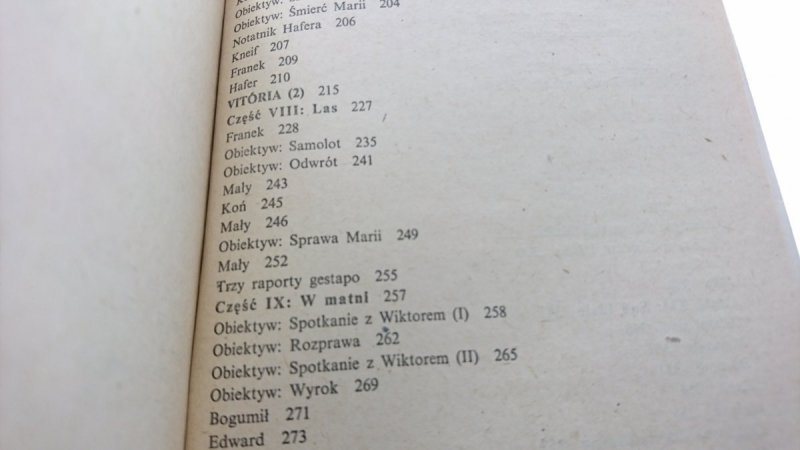 Obiektyw:
Obiektyw: Śmierć Marii 204
Notatnik Hafera 206
Kneif 207
Franek 209
Hafer 210
VITÓRIA (2) 215
Część VIII: Las 227
Franek 228
Obiektyw: Samolot 235
Obiektyw: Odwrót 241
Mały 243
Koń 245
Mały 246
Obiektyw: Sprawa Marii 249
Mały 252
Trzy raporty gestapo 255
Część IX: W matni 257
Obiektyw: Spotkanie z Wiktorem (I) 258
Obiektyw: Rozprawa 262
Obiektyw: Spotkanie z Wiktorem (II) 265
Obiektyw: Wyrok 269
Bogumił 271
Edward 273